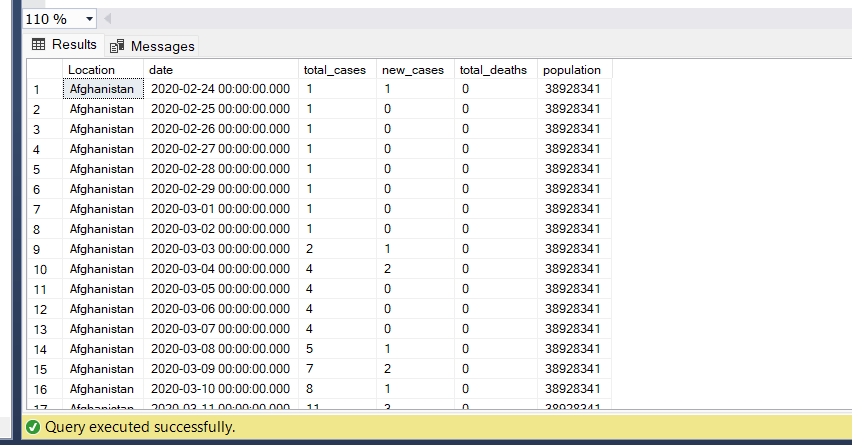 110 %
Results Messages
Location date total_cases new_cases total_deaths population
1 Afghanistan 2020-02-24 00:00:00.000 1 1 0 38928341
2 Afghanistan 2020-02-25 00:00:00.000 1 0 0 38928341
3 Afghanistan 2020-02-26 00:00:00.000 1 0 0 38928341
4 Afghanistan 2020-02-27 00:00:00.000 1 0 0 38928341
5 Afghanistan 2020-02-28 00:00:00.000 1 0 0 38928341
6 Afghanistan 2020-02-29 00:00:00.000 1 0 0 38928341
7 Afghanistan 2020-03-01 00:00:00.000 1 0 0 38928341
8 Afghanistan 2020-03-02 00:00:00.000 1 0 0 38928341
9 Afghanistan 2020-03-03 00:00:00.000 2 1 0 38928341
10 Afghanistan 2020-03-04 00:00:00.000 4 2 0 38928341
11 Afghanistan 2020-03-05 00:00:00.000 4 0 0 38928341
12 Afghanistan 2020-03-06 00:00:00.000 4 0 0 38928341
13 Afghanistan 2020-03-07 00:00:00.000 4 0 0 38928341
14 Afghanistan 2020-03-08 00:00:00.000 5 1 0 38928341
15 Afghanistan 2020-03-09 00:00:00.000 7 2 0 38928341
16 Afghanistan 2020-03-10 00:00:00.000 8 1 0 38928341
17 Afghanistan 2020-03-11 00:00:00.000 11 3 0 38928341
Query executed successfully.